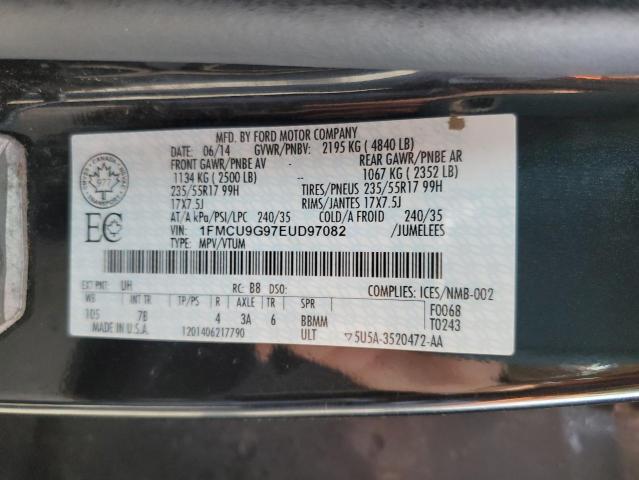 MFD. BY FORD MOTOR COMPANY
DATE: 06/14 GVWR/PNBV: 2195 KG ( 4840 LB)
FRONT GAWR/PNBE AV REAR GAWR/PNBE AR
1134 KG ( 2500 LB) 1067 KG ( 2352 LB)
235/55R17 99H TIRES/PNEUS 235/55R17 99H
17X7.5J RIMS/JANTES 17X7.5J
AT/A kPa/PSI/LPC 240/35 COLD/A FROID 240/35
VIN: 1FMCU9G97EUD97082 /JUMELEES
TYPE: MPV/VTUM
CANADA
977
EC
EXT PNT: UH RC: B8 DSO: COMPLIES: ICES/NMB-002
WB INT TR TP/PS R AXLE TR SPR F0068
105 7B 4 3A 6 BBMM T0243
MADE IN U.S.A. 1201406217790 ULT 5U5A-3520472-AA